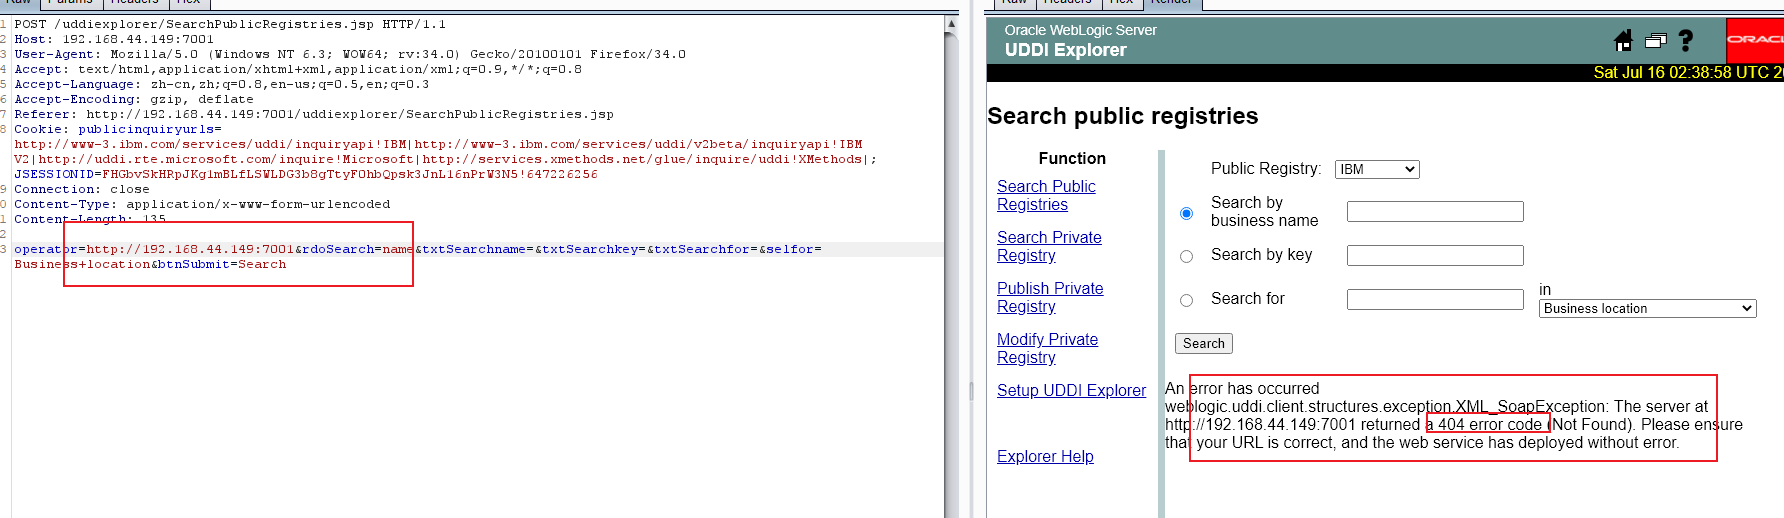 Raw Params Headers Hex
1 POST /uddiexplorer/SearchPublicRegistries.jsp HTTP/1.1
2 Host: 192.168.44.149:7001
3 User-Agent: Mozilla/5.0 (Windows NT 6.3; WOW64; rv:34.0) Gecko/20100101 Firefox/34.0
4 Accept: text/html,application/xhtml+xml,application/xml;q=0.9,*/*;q=0.8
5 Accept-Language: zh-cn,zh;q=0.8,en-us;q=0.5,en;q=0.3
6 Accept-Encoding: gzip, deflate
7 Referer: http://192.168.44.149:7001/uddiexplorer/SearchPublicRegistries.jsp
8 Cookie: publicinquiryurls=
http://www-3.ibm.com/services/uddi/inquiryapi!IBM|http://www-3.ibm.com/services/uddi/v2beta/inquiryapi!IBM
V2|http://uddi.rte.microsoft.com/inquire!Microsoft|http://services.xmethods.net/glue/inquire/uddi!XMethods|;
JSESSIONID=FHGbvSkHRpJKg1mBLfLSWLDG3b8gTtyF0hbQpsk3JnL16nPrW3N5!647226256
9 Connection: close
0 Content-Type: application/x-www-form-urlencoded
1 Content-Length: 135
2
3 operator=http://192.168.44.149:7001&rdoSearch=name&txtSearchname=&txtSearchkey=&txtSearchfor=&selfor=
Business+location&btnSubmit=Search
Raw Headers Hex Render
Oracle WebLogic Server
UDDI Explorer
?
ORACL
Sat Jul 16 02:38:58 UTC 2
Search public registries
Function
Search Public
Registries
Search Private
Registry
Publish Private
Registry
Modify Private
Registry
Setup UDDI Explorer
Explorer Help
Public Registry: IBM
Search by
business name
Search by key
Search for
in
Business location
Search
An error has occurred
weblogic.uddi.client.structures.exception.XML_SoapException: The server at
http://192.168.44.149:7001 returned a 404 error code (Not Found). Please ensure
that your URL is correct, and the web service has deployed without error.